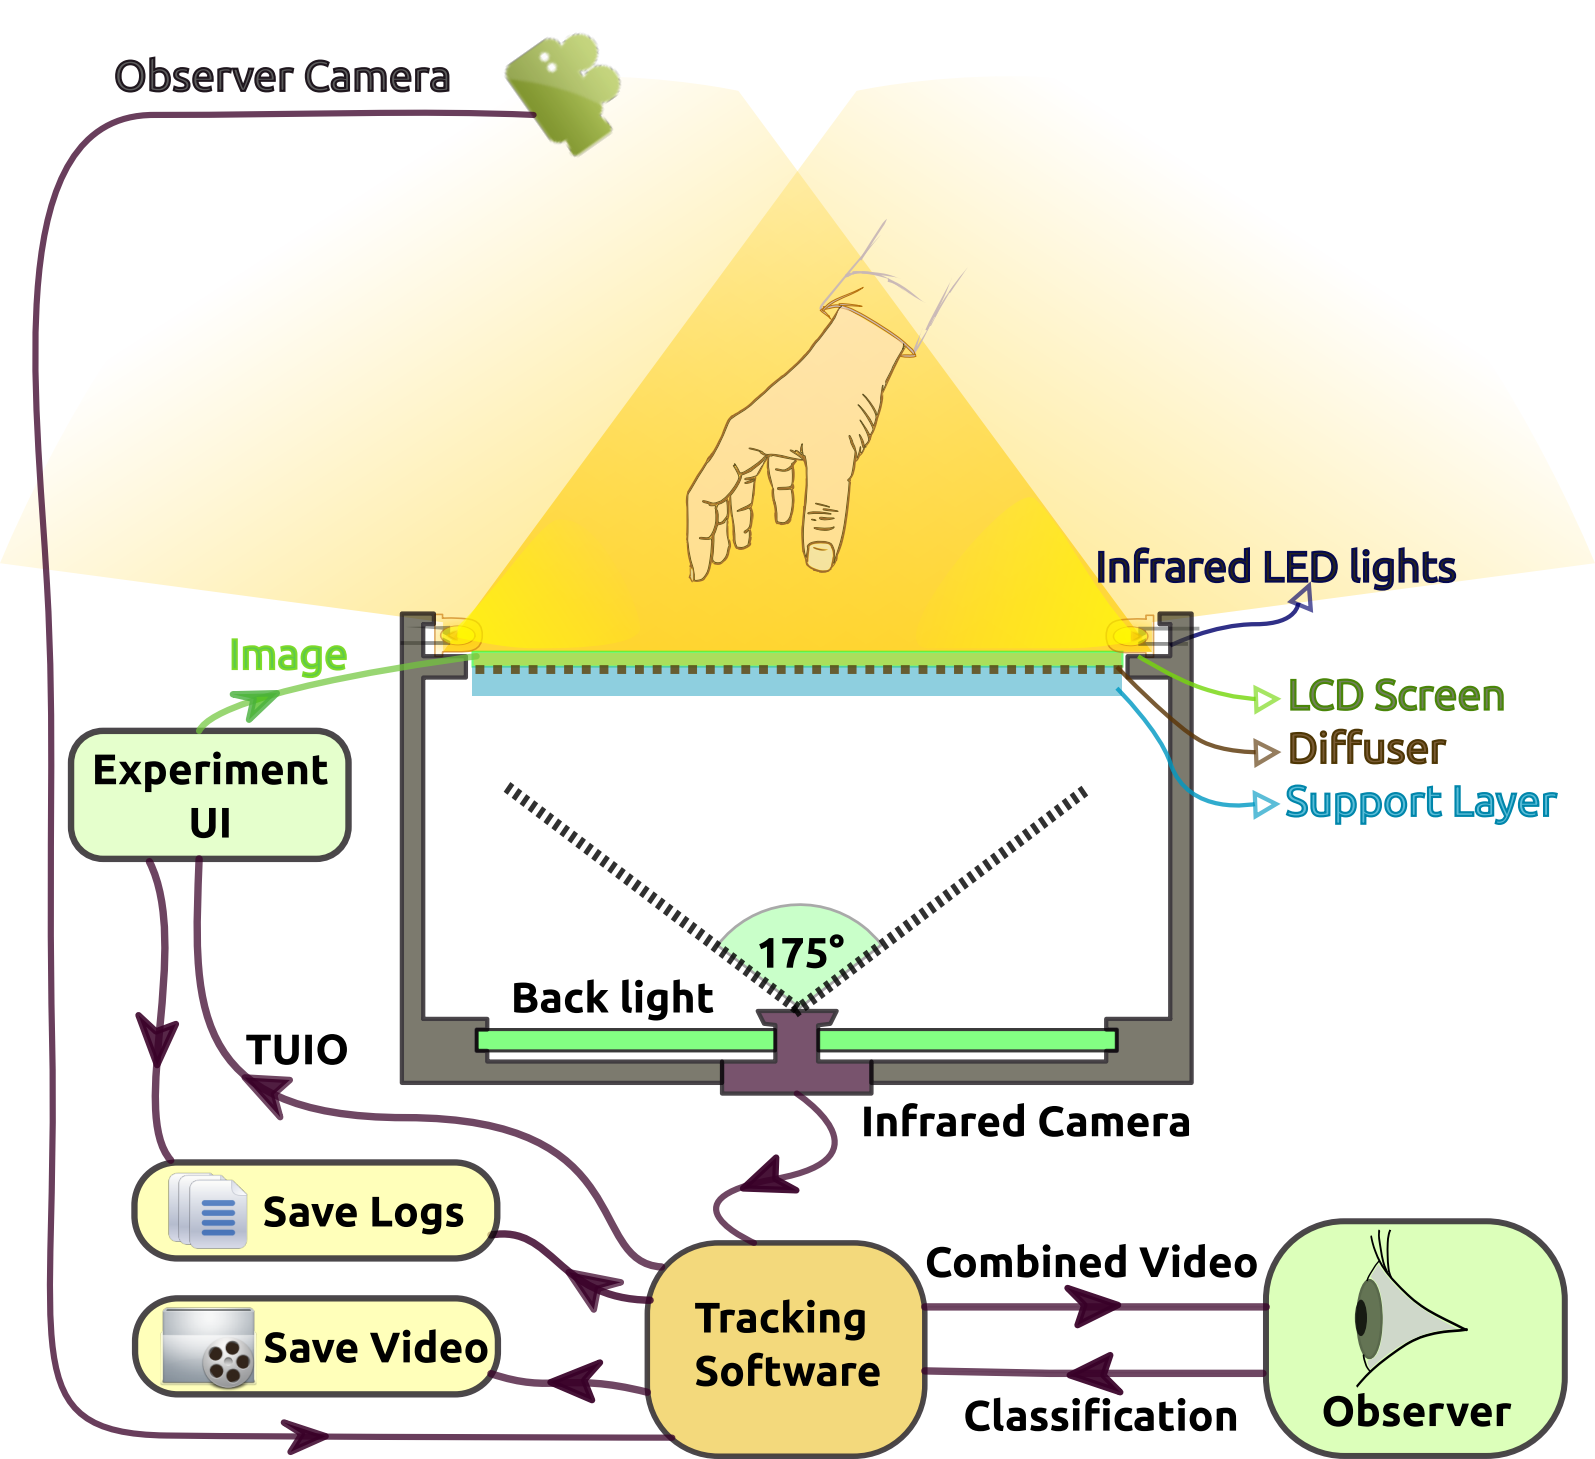 Observer Camera
Infrared LED lights
Image
LCD Screen
Diffuser
Support Layer
Experiment
UI
175°
Back light
TUIO
Infrared Camera
Save Logs
Combined Video
Tracking
Software
Save Video
Classification
Observer